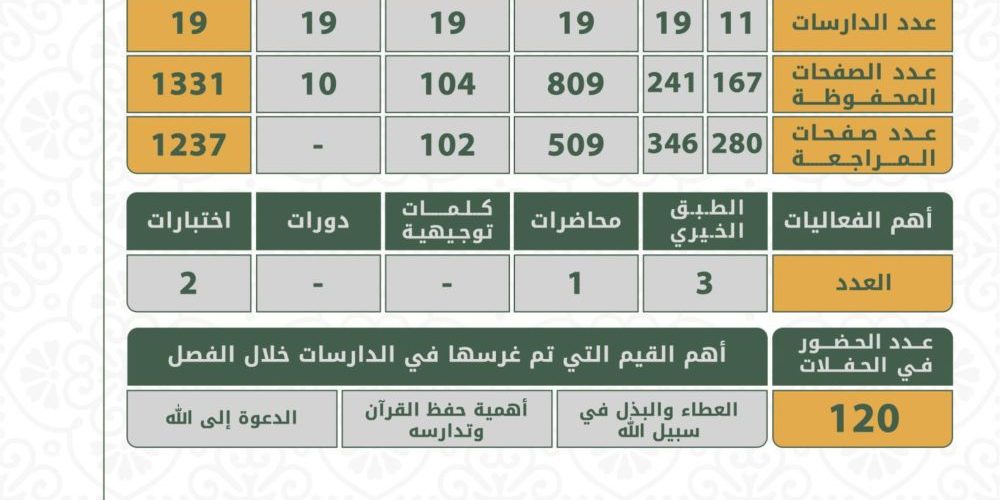 عدد الدارسات 11 19 19 19 19 19
عدد الصفحات المحفوظة 167 241 809 104 10 1331
عدد صفحات المراجعة 280 346 509 102 - 1237
أهم الفعاليات الطبق الخيري محاضرات كلمات توجيهية دورات اختبارات
العدد 3 1 - - 2
عدد الحضور في الحفلات أهم القيم التي تم غرسها في الدارسات خلال الفصل
120 العطاء والبذل في سبيل الله أهمية حفظ القرآن وتدارسه الدعوة إلى الله